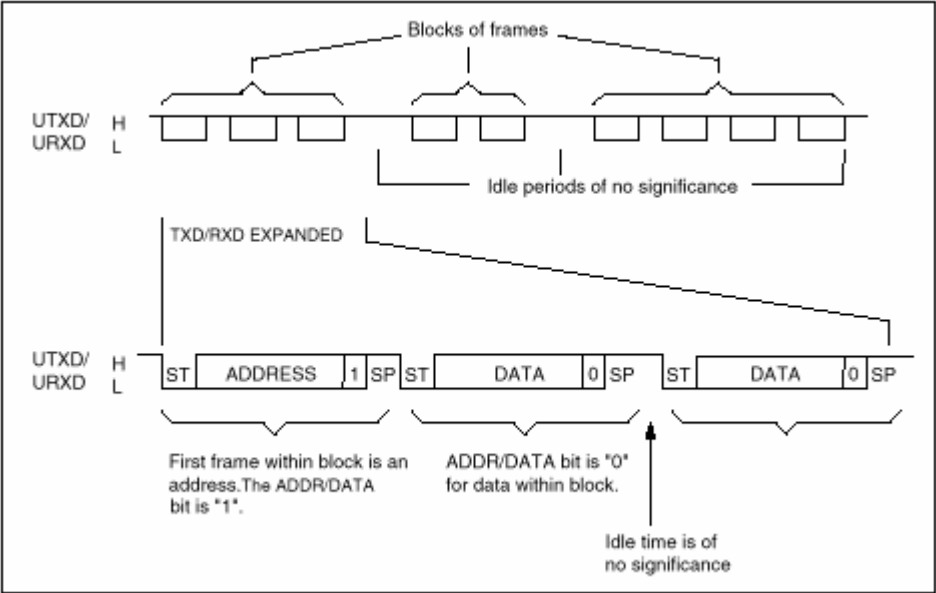 Blocks of frames
UTXD/ H
URXD L
Idle periods of no significance
TXD/RXD EXPANDED
UTXD/ H
URXD L
ST ADDRESS 1 SP ST DATA 0 SP ST DATA 0 SP
First frame within block is an
address.The ADDR/DATA
bit is "1".
ADDR/DATA bit is "0"
for data within block.
Idle time is of
no significance